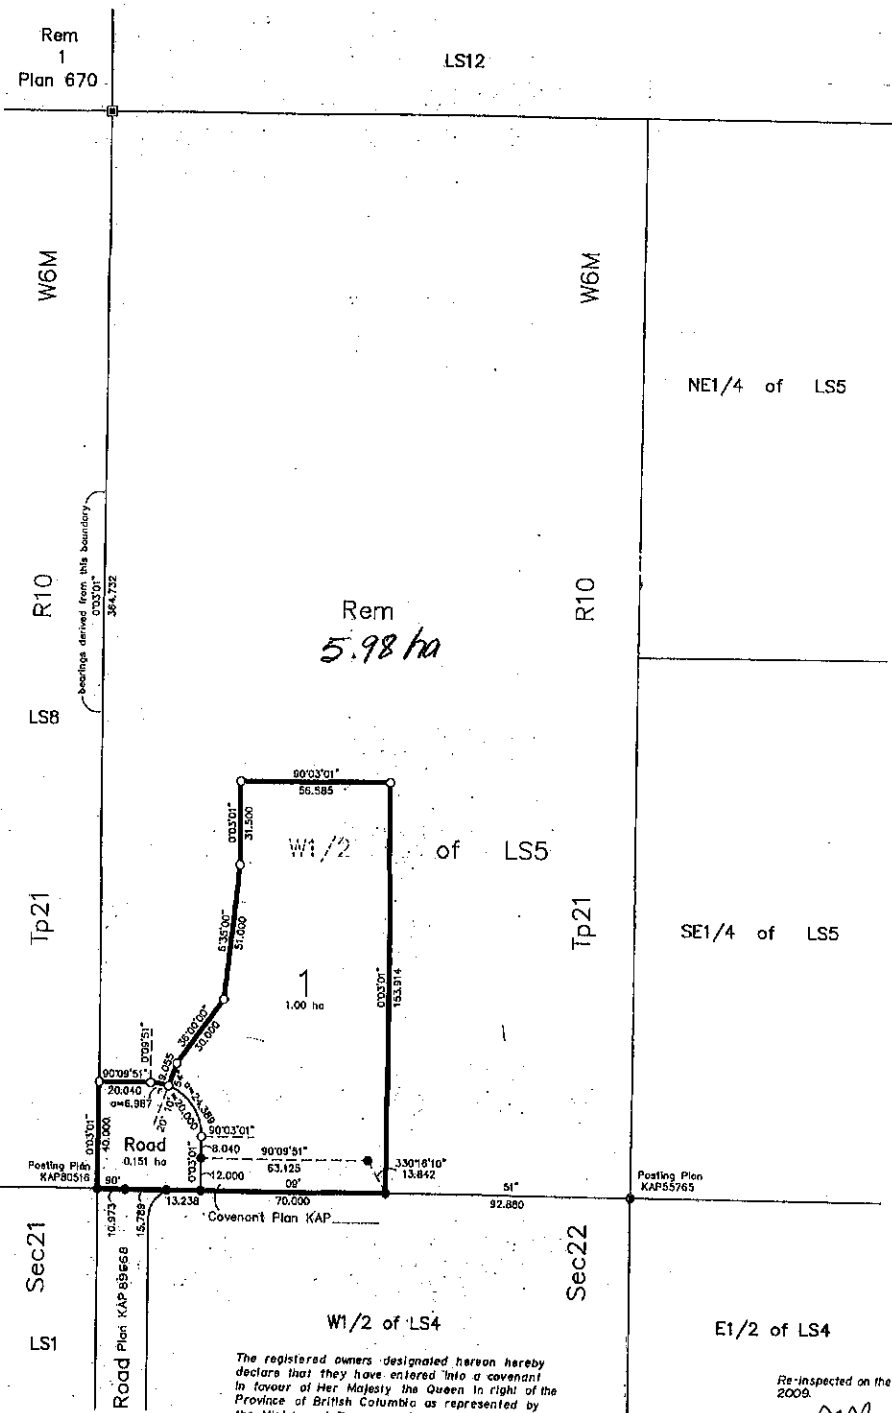 Rem
1
Plan 670
LS12
W6M
W6M
NE1/4 of LS5
bearings derived from this boundary
0°03'01"
364.732
R10
R10
Rem
5.98 ha
LS8
90°03'01"
56.585
0°03'01"
31.500
W1/2 of LS5
Tp21
Tp21
SE1/4 of LS5
51.000
1
1.00 ha
0°03'01"
153.914
36°00'00"
30.000
0°09'51"
9.055
90°09'51"
20.040
a=6.987
a=24.389
r=20.000
90°03'01"
0°03'01"
40.000
Road
0.151 ha
8.040
0°03'01"
90°09'51"
63.125
330°16'10"
13.842
Posting Plan
KAP80516
12.000
90°
09'
51"
Posting Plan
KAP55765
10.973
15.789
13.238
70.000
92.880
Covenant Plan KAP
Sec21
Sec22
Road Plan KAP 89668
W1/2 of LS4
E1/2 of LS4
LS1
The registered owners designated hereon hereby
declare that they have entered into a covenant
in favour of Her Majesty the Queen in right of the
Province of British Columbia as represented by
Re-inspected on the
2009.